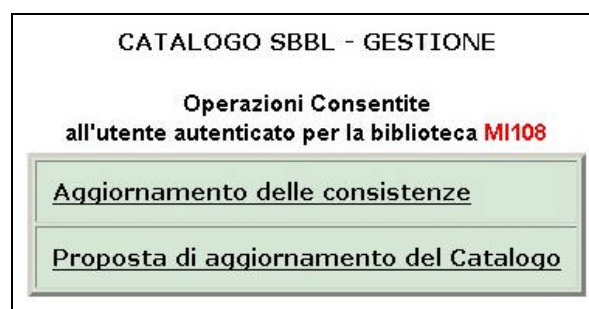 CATALOGO SBBL - GESTIONE
Operazioni Consentite
all'utente autenticato per la biblioteca MI108
Aggiornamento delle consistenze
Proposta di aggiornamento del Catalogo